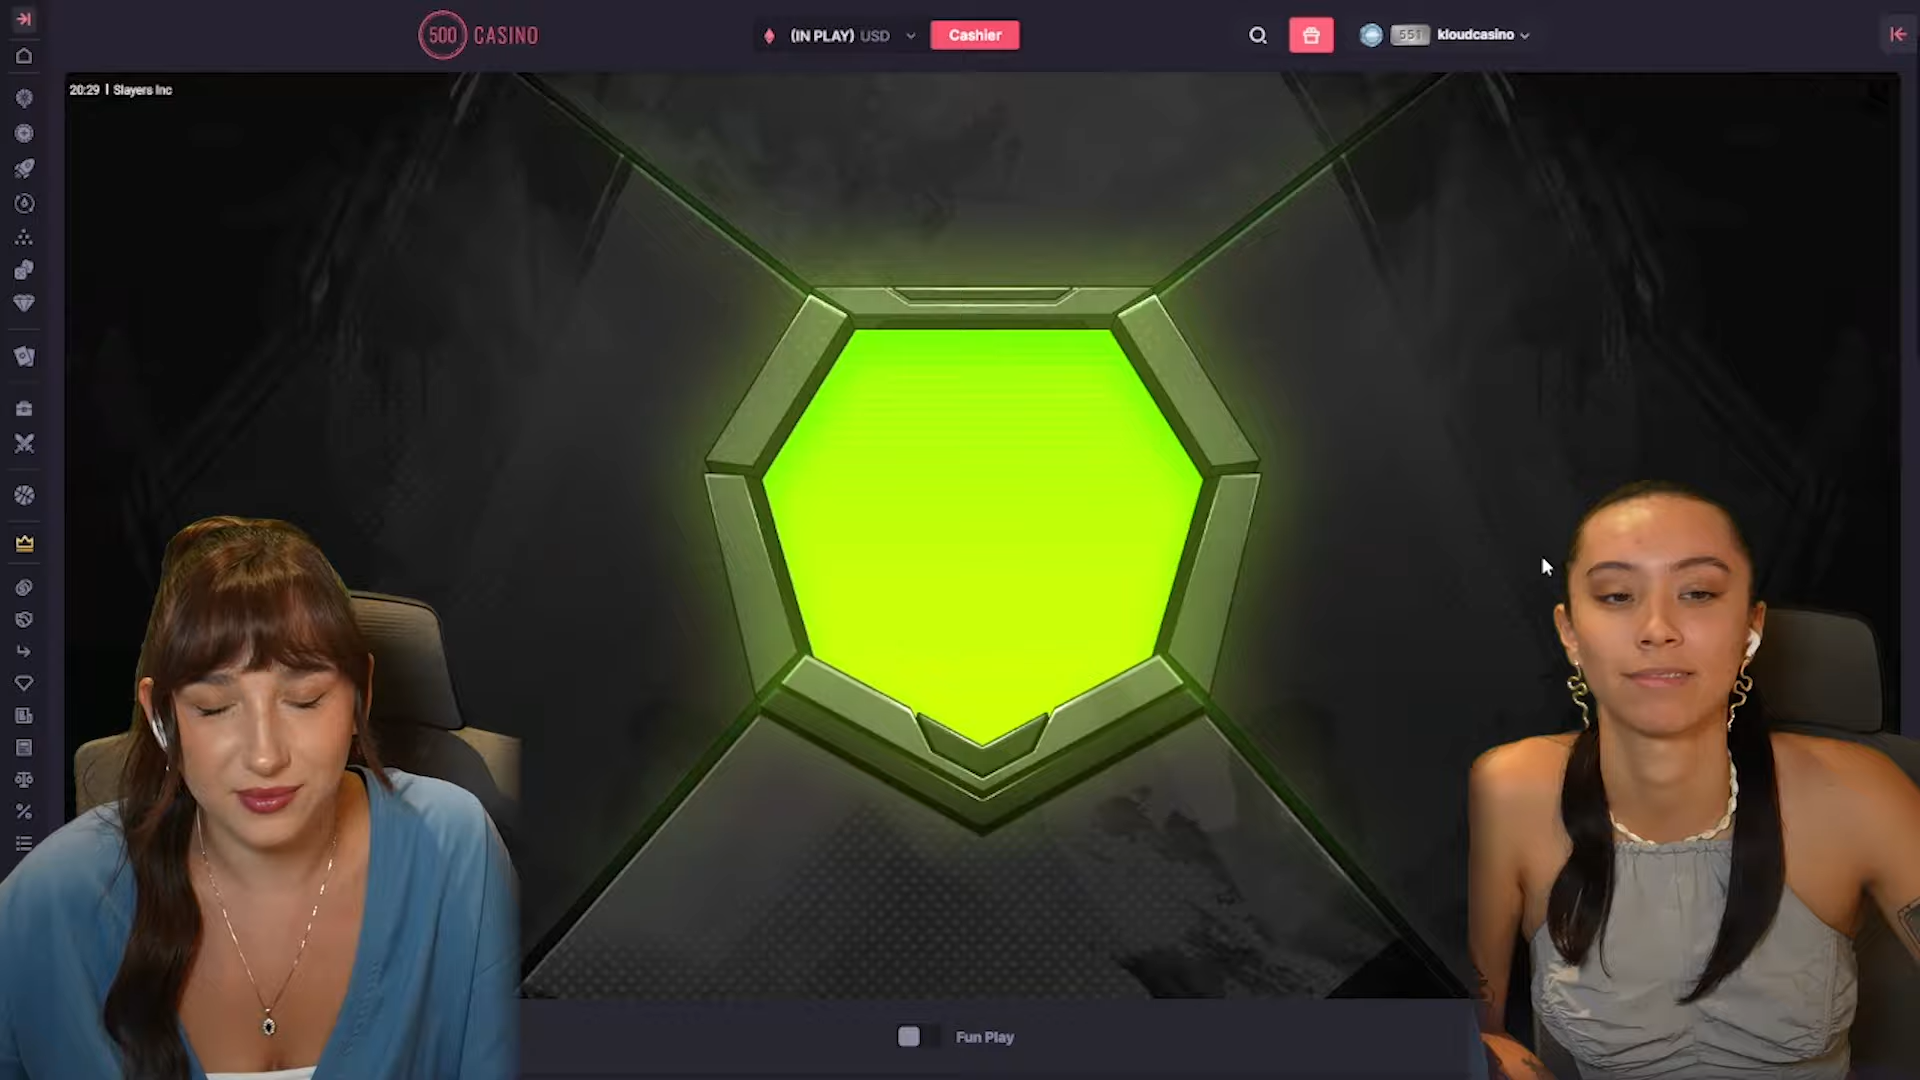 500 CASINO
(IN PLAY) USD
Cashier
551
kloudcasino
20:29 | Slayers Inc
Fun Play